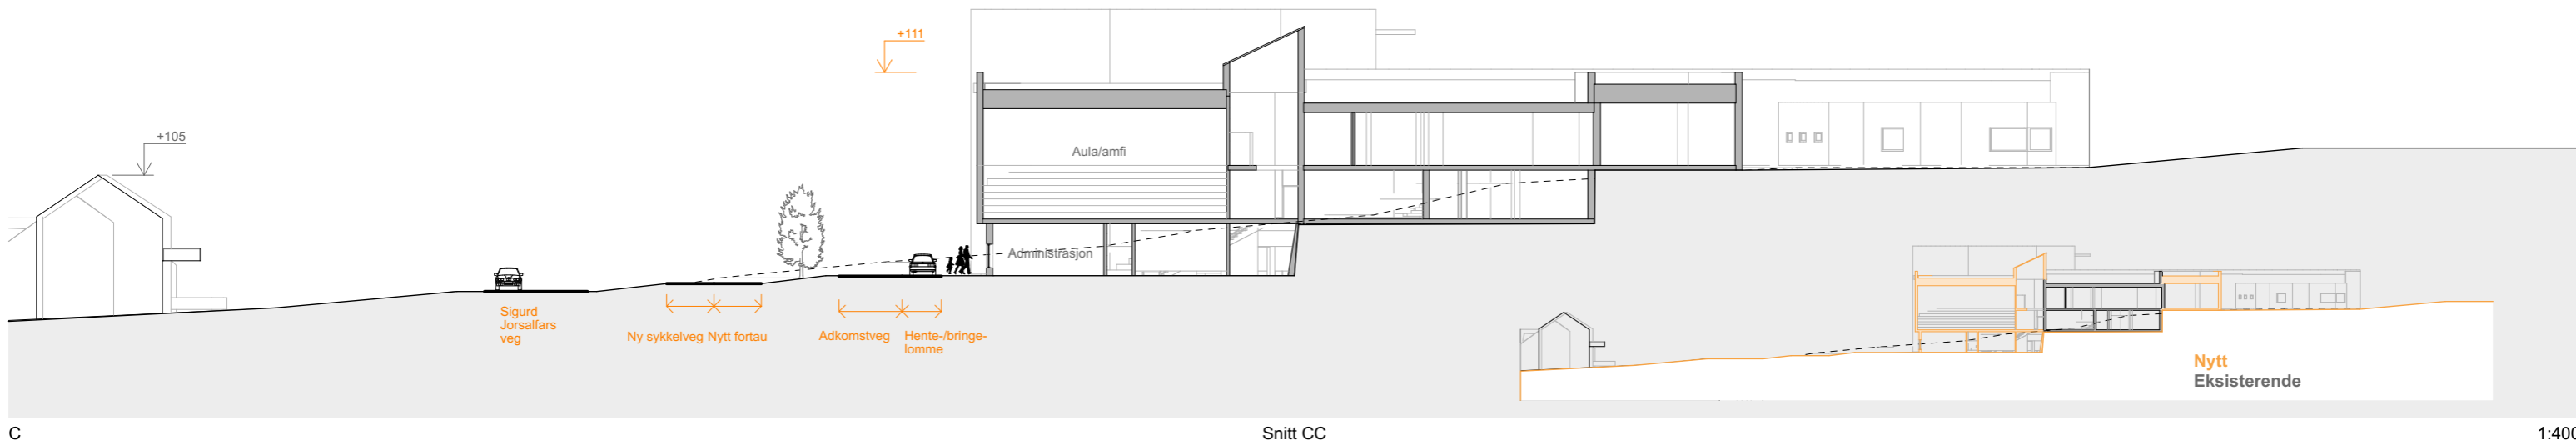 +111
+105
Aula/amfi
Administrasjon
Sigurd
Jorsalfars
veg
Ny sykkelveg
Nytt fortau
Adkomstveg
Hente-/bringe-
lomme
Nytt
Eksisterende
C
Snitt CC
1:400